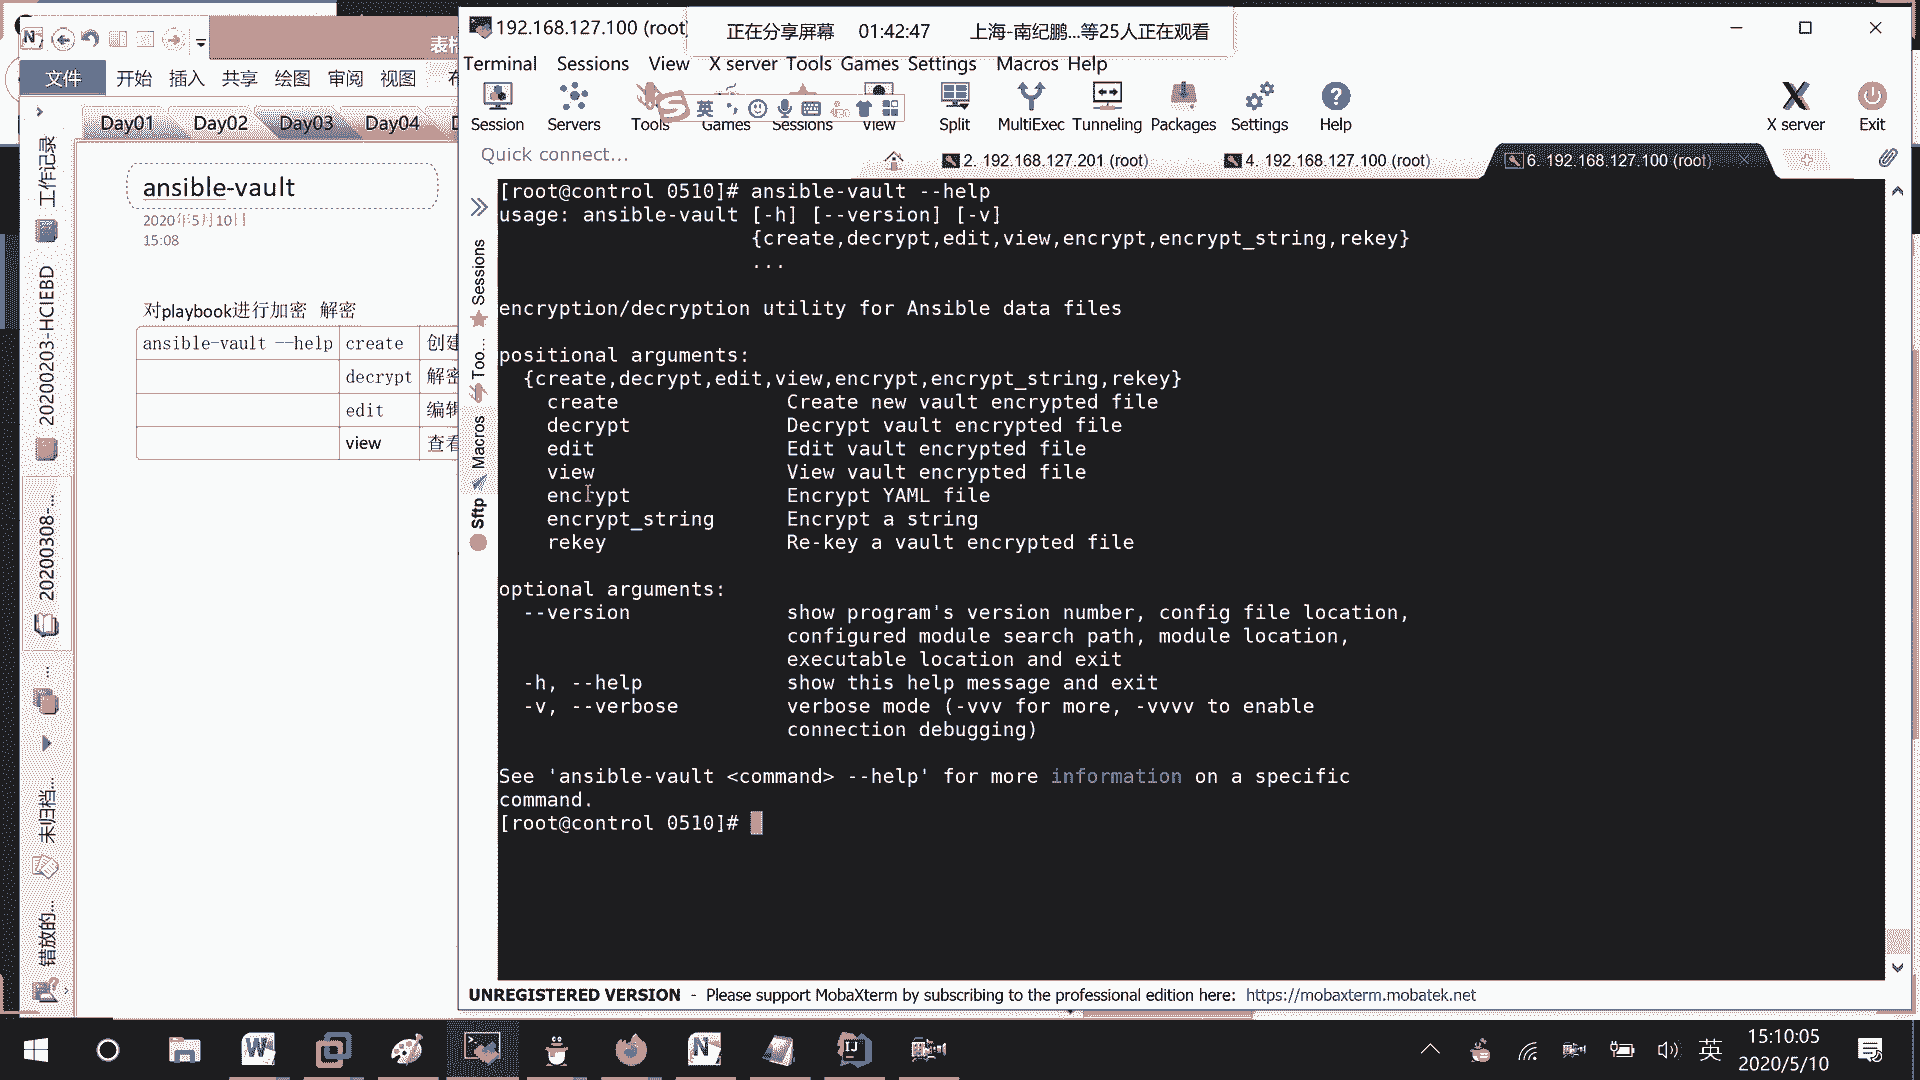 表格
文件 开始 插入 共享 绘图 审阅 视图
Day01 Day02 Day03 Day04
工作记录
20200203-HCIEBD
20200308-...
未归档...
错放的...
ansible-vault
2020年5月10日
15:08
对playbook进行加密 解密
ansible-vault --help create 创建
decrypt 解密
edit 编辑
view 查看
192.168.127.100 (root)
正在分享屏幕 01:42:47 上海-南纪鹏...等25人正在观看
Terminal Sessions View X server Tools Games Settings Macros Help
Session Servers Tools Games Sessions View Split MultiExec Tunneling Packages Settings Help X server Exit
英
Quick connect...
2. 192.168.127.201 (root) 4. 192.168.127.100 (root) 6. 192.168.127.100 (root)
Sessions
Too...
Macros
Sftp
[root@control 0510]# ansible-vault --help
usage: ansible-vault [-h] [--version] [-v]
{create,decrypt,edit,view,encrypt,encrypt_string,rekey}
...
encryption/decryption utility for Ansible data files
positional arguments:
{create,decrypt,edit,view,encrypt,encrypt_string,rekey}
create Create new vault encrypted file
decrypt Decrypt vault encrypted file
edit Edit vault encrypted file
view View vault encrypted file
encrypt Encrypt YAML file
encrypt_string Encrypt a string
rekey Re-key a vault encrypted file
optional arguments:
--version show program's version number, config file location,
configured module search path, module location,
executable location and exit
-h, --help show this help message and exit
-v, --verbose verbose mode (-vvv for more, -vvvv to enable
connection debugging)
See 'ansible-vault <command> --help' for more information on a specific
command.
[root@control 0510]#
UNREGISTERED VERSION - Please support MobaXterm by subscribing to the professional edition here: https://mobaxterm.mobatek.net
英 15:10:05
2020/5/10